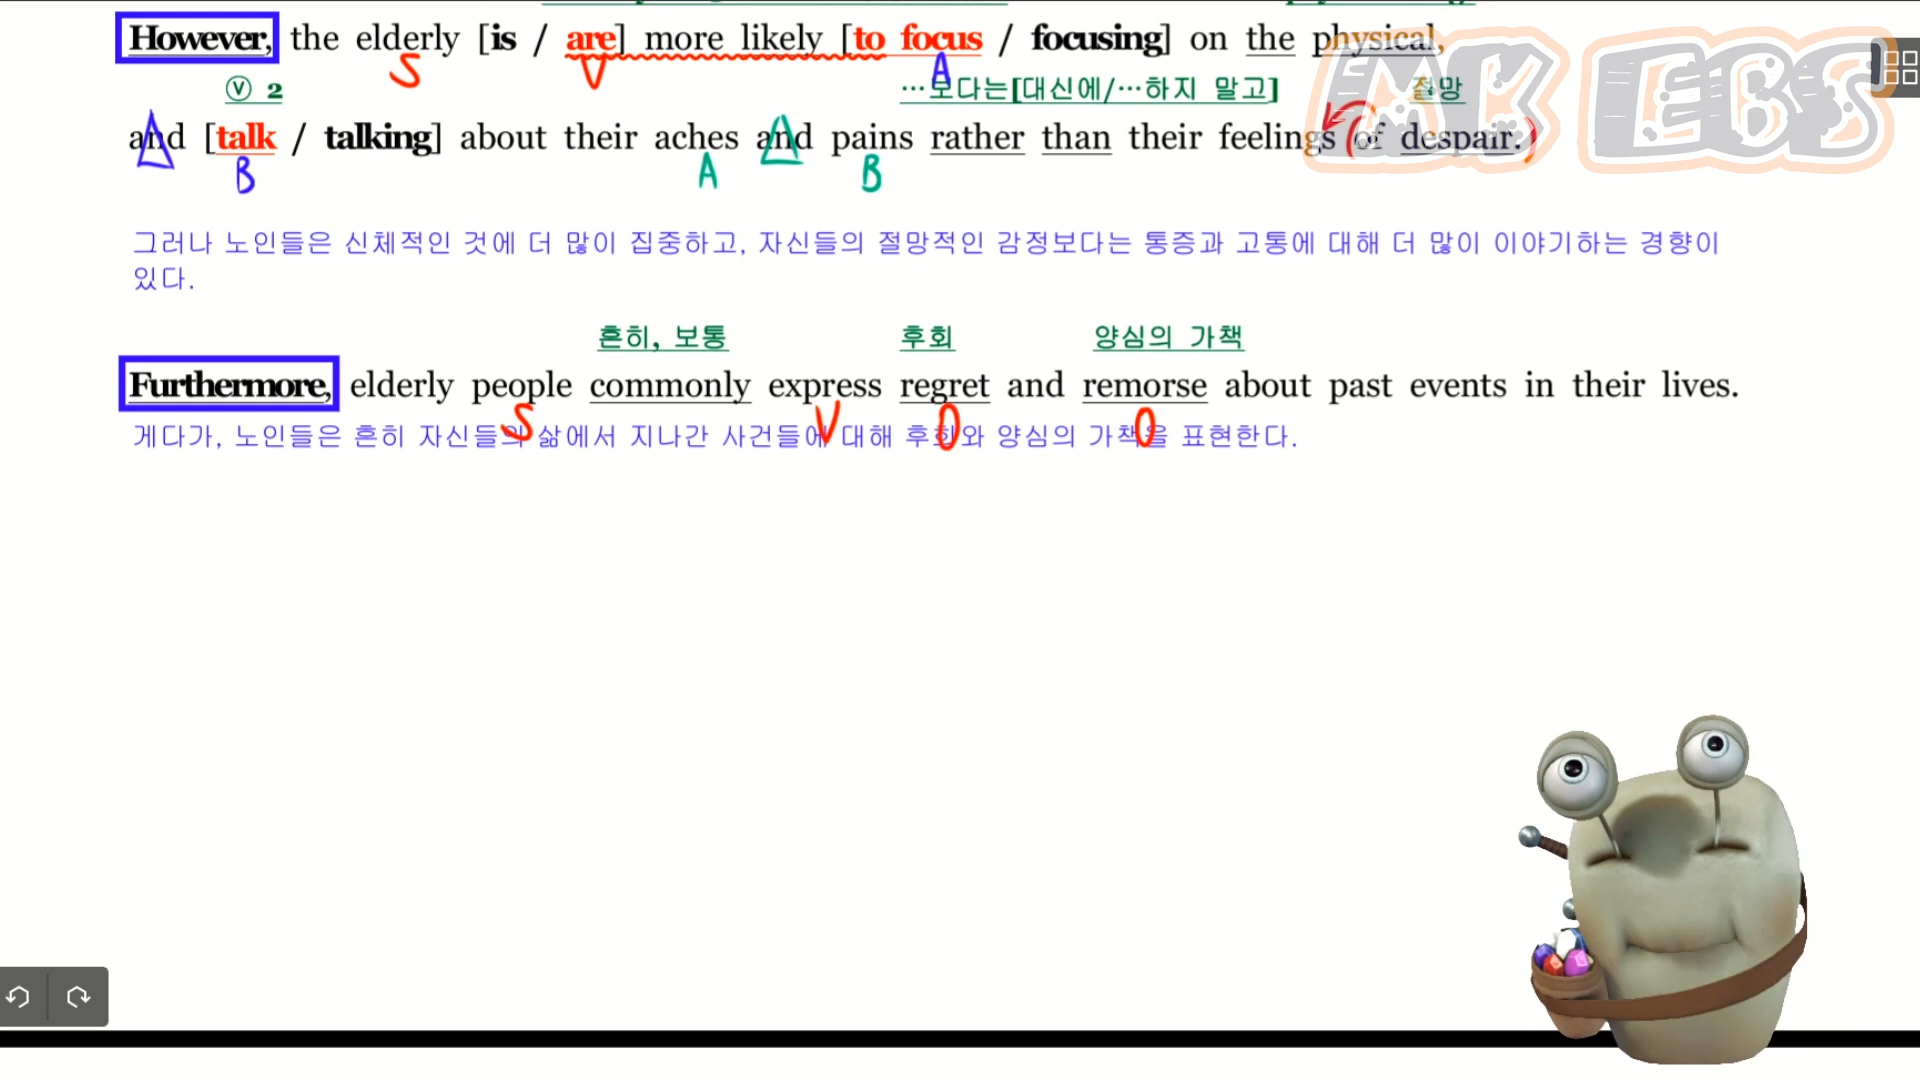 However, the elderly [is / are] more likely [to focus / focusing] on the physical,
ⓥ 2 …보다는[대신에/…하지 말고] 절망
and [talk / talking] about their aches and pains rather than their feelings (of despair.)
그러나 노인들은 신체적인 것에 더 많이 집중하고, 자신들의 절망적인 감정보다는 통증과 고통에 대해 더 많이 이야기하는 경향이
있다.
흔히, 보통 후회 양심의 가책
Furthermore, elderly people commonly express regret and remorse about past events in their lives.
S V O O
게다가, 노인들은 흔히 자신들의 삶에서 지나간 사건들에 대해 후회와 양심의 가책을 표현한다.
S V A
B A B
MK EBS